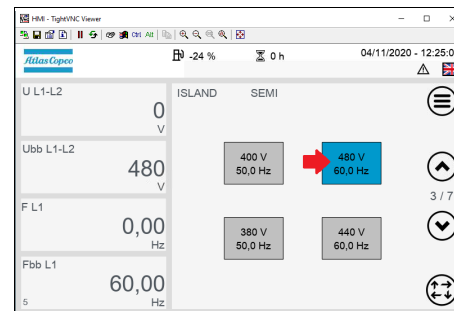 HMI - TightVNC Viewer
Ctrl Alt
Atlas Copco
-24 %
0 h
04/11/2020 - 12:25:0
U L1-L2
0
V
Ubb L1-L2
480
V
F L1
0,00
Hz
Fbb L1
60,00
5
Hz
ISLAND SEMI
400 V
50,0 Hz
480 V
60,0 Hz
380 V
50,0 Hz
440 V
60,0 Hz
3 / 7